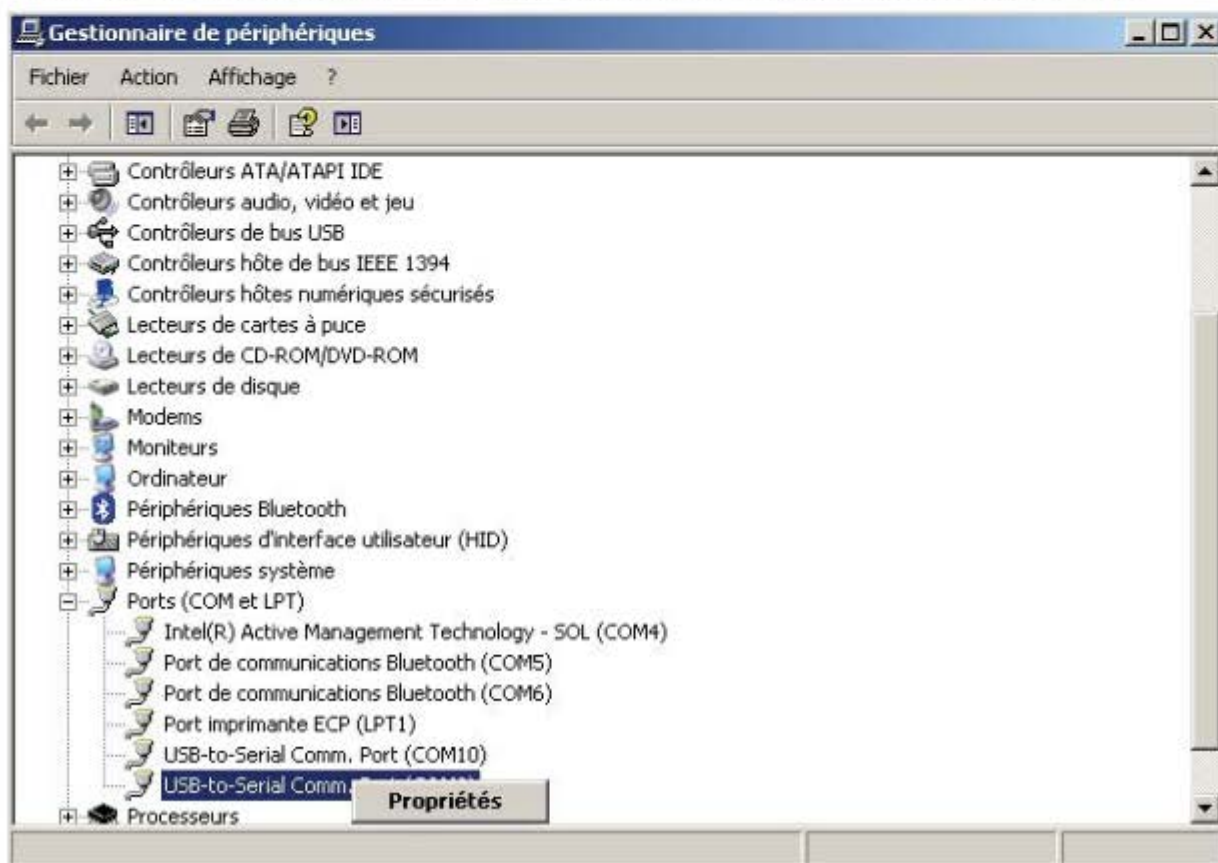 Gestionnaire de périphériques
Fichier Action Affichage ?
Contrôleurs ATA/ATAPI IDE
Contrôleurs audio, vidéo et jeu
Contrôleurs de bus USB
Contrôleurs hôte de bus IEEE 1394
Contrôleurs hôtes numériques sécurisés
Lecteurs de cartes à puce
Lecteurs de CD-ROM/DVD-ROM
Lecteurs de disque
Modems
Moniteurs
Ordinateur
Périphériques Bluetooth
Périphériques d'interface utilisateur (HID)
Périphériques système
Ports (COM et LPT)
Intel(R) Active Management Technology - SOL (COM4)
Port de communications Bluetooth (COM5)
Port de communications Bluetooth (COM6)
Port imprimante ECP (LPT1)
USB-to-Serial Comm. Port (COM10)
USB-to-Serial Comm.
Propriétés
Processeurs